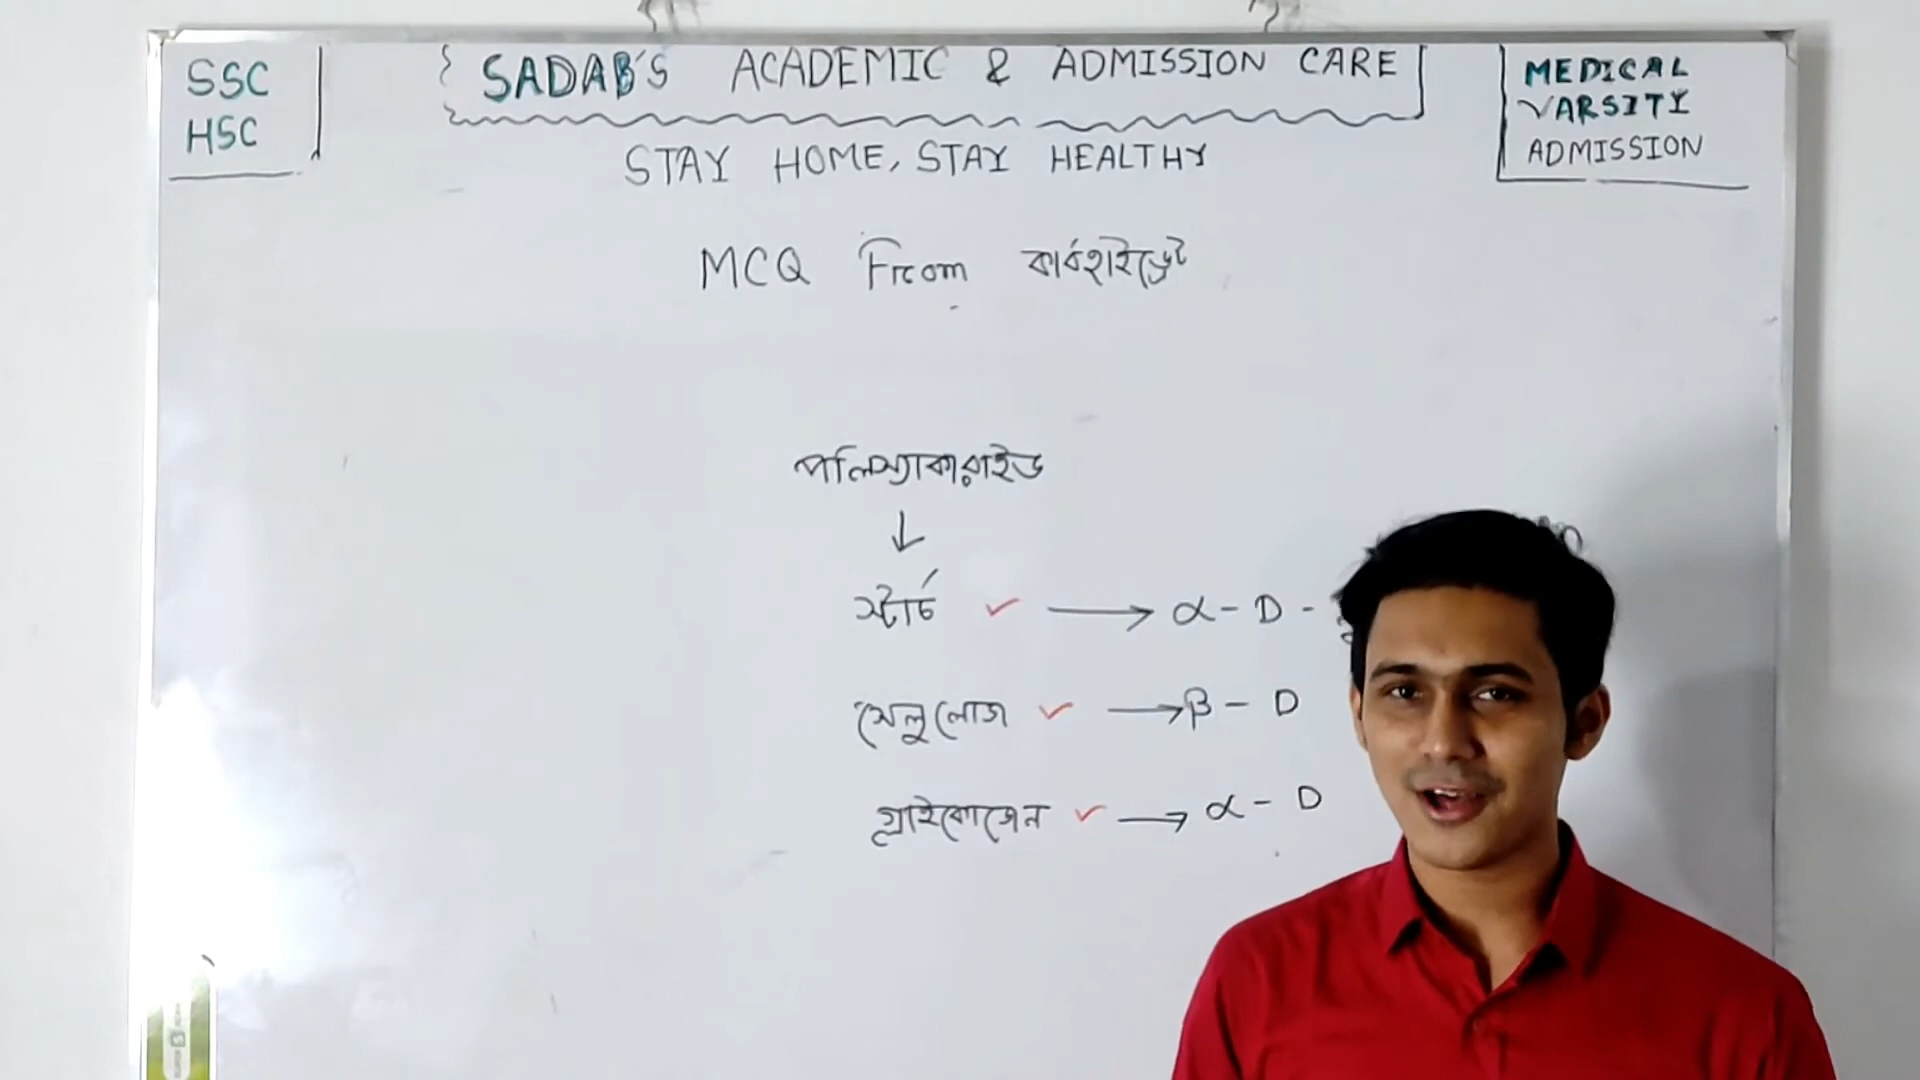 SSC
HSC
SADAB'S ACADEMIC & ADMISSION CARE
STAY HOME, STAY HEALTHY
MEDICAL
VARSITY
ADMISSION
MCQ From কার্বহাইড্রেট
পলিস্যাকারাইড
↓
স্টার্চ ✓ → α - D -
সেলুলোজ ✓ → β - D
গ্লাইকোজেন ✓ → α - D